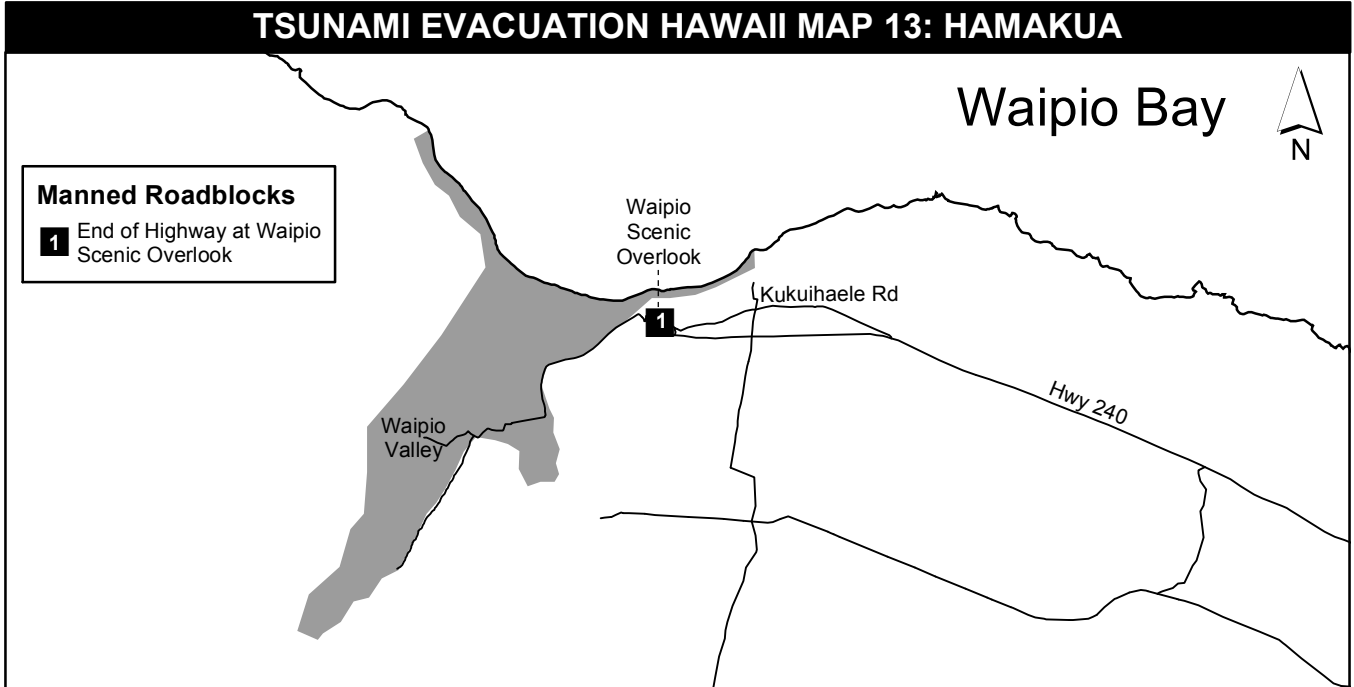 TSUNAMI EVACUATION HAWAII MAP 13: HAMAKUA
Waipio Bay
N
Manned Roadblocks
1 End of Highway at Waipio
Scenic Overlook
Waipio
Scenic
Overlook
1
Kukuihaele Rd
Hwy 240
Waipio
Valley